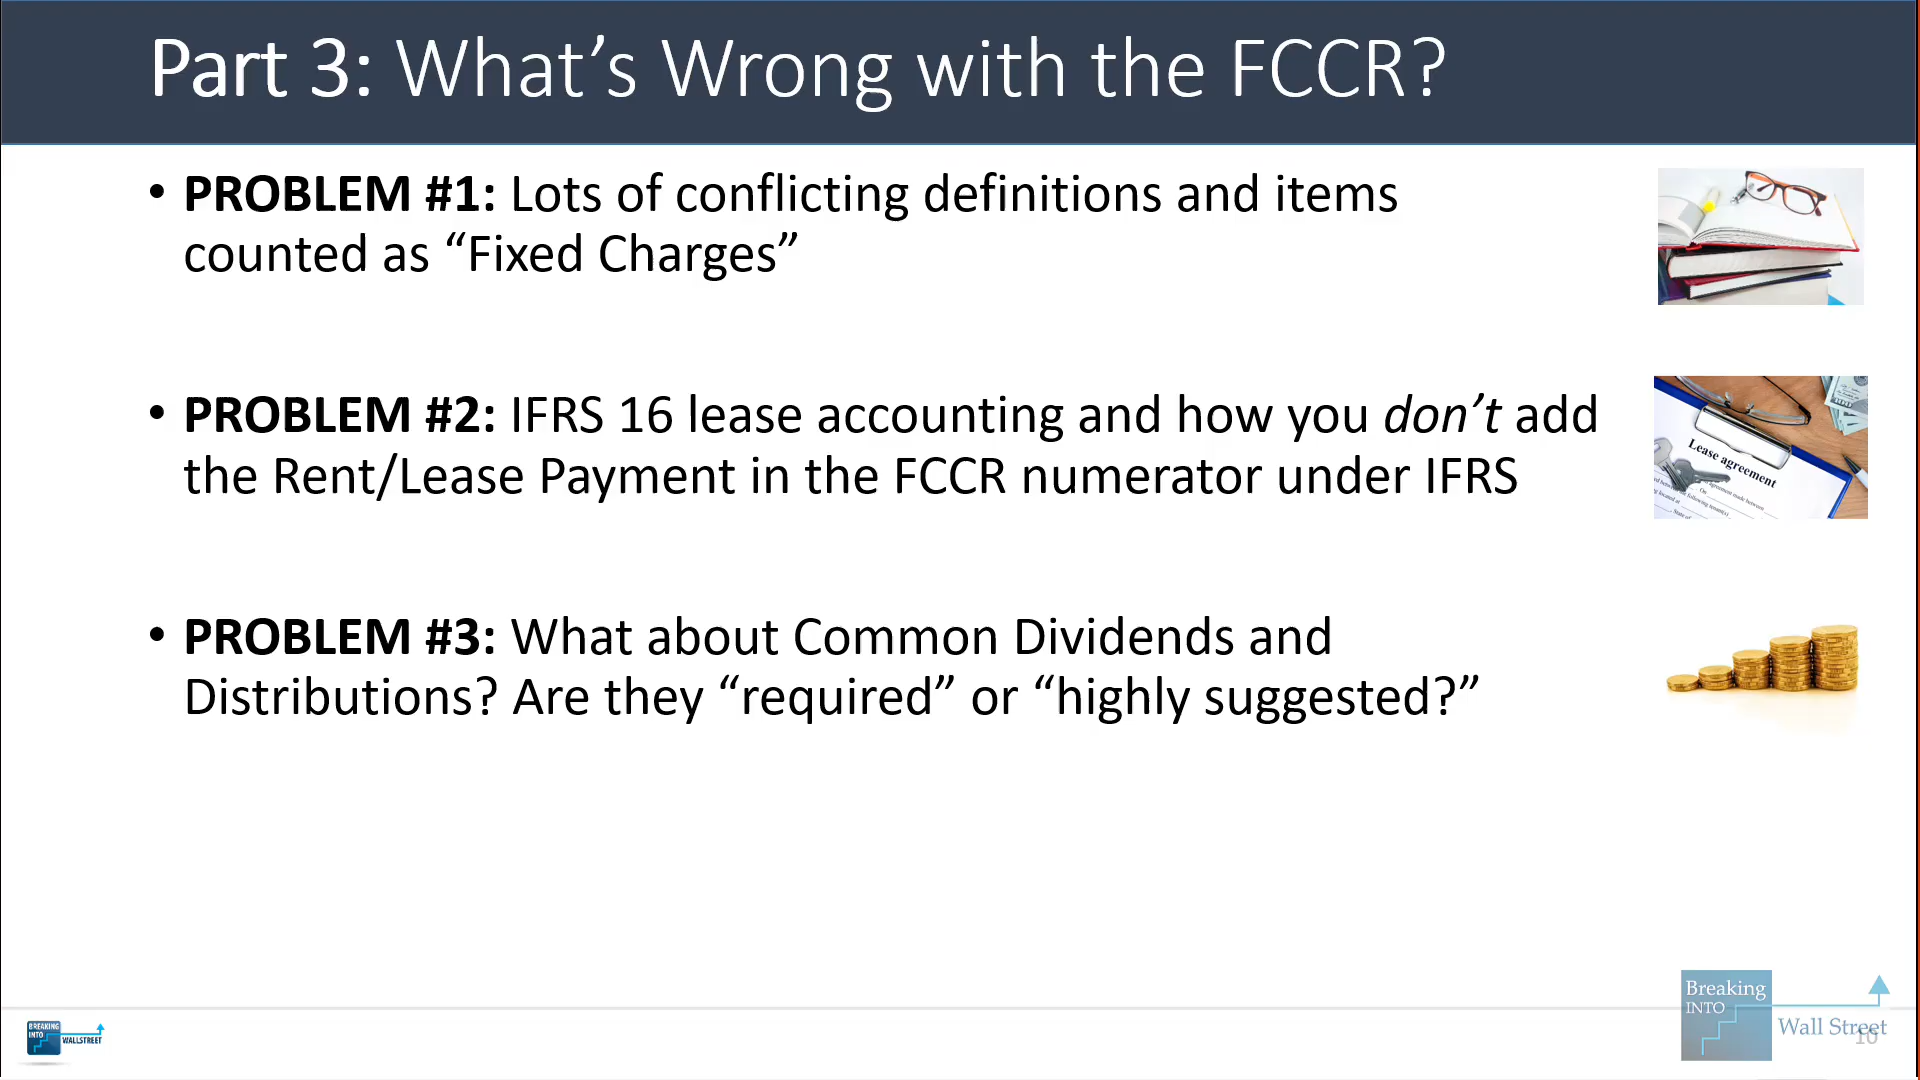 Part 3: What’s Wrong with the FCCR?
• PROBLEM #1: Lots of conflicting definitions and items
counted as “Fixed Charges”
• PROBLEM #2: IFRS 16 lease accounting and how you don’t add
the Rent/Lease Payment in the FCCR numerator under IFRS
Lease agreement
• PROBLEM #3: What about Common Dividends and
Distributions? Are they “required” or “highly suggested?”
BREAKING
INTO
WALLSTREET
Breaking
INTO
Wall Street
10